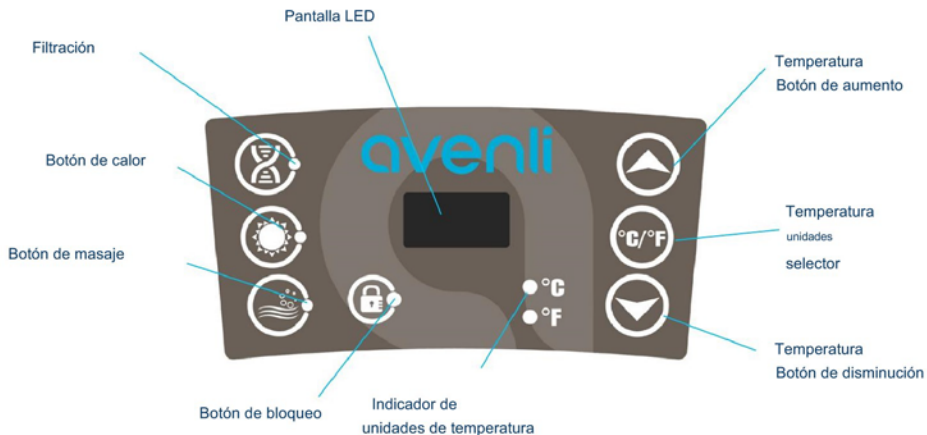 Pantalla LED
Filtración
Temperatura
Botón de aumento
avenli
Botón de calor
°C/°F
Temperatura
unidades
selector
Botón de masaje
°C
°F
Temperatura
Botón de disminución
Botón de bloqueo
Indicador de
unidades de temperatura